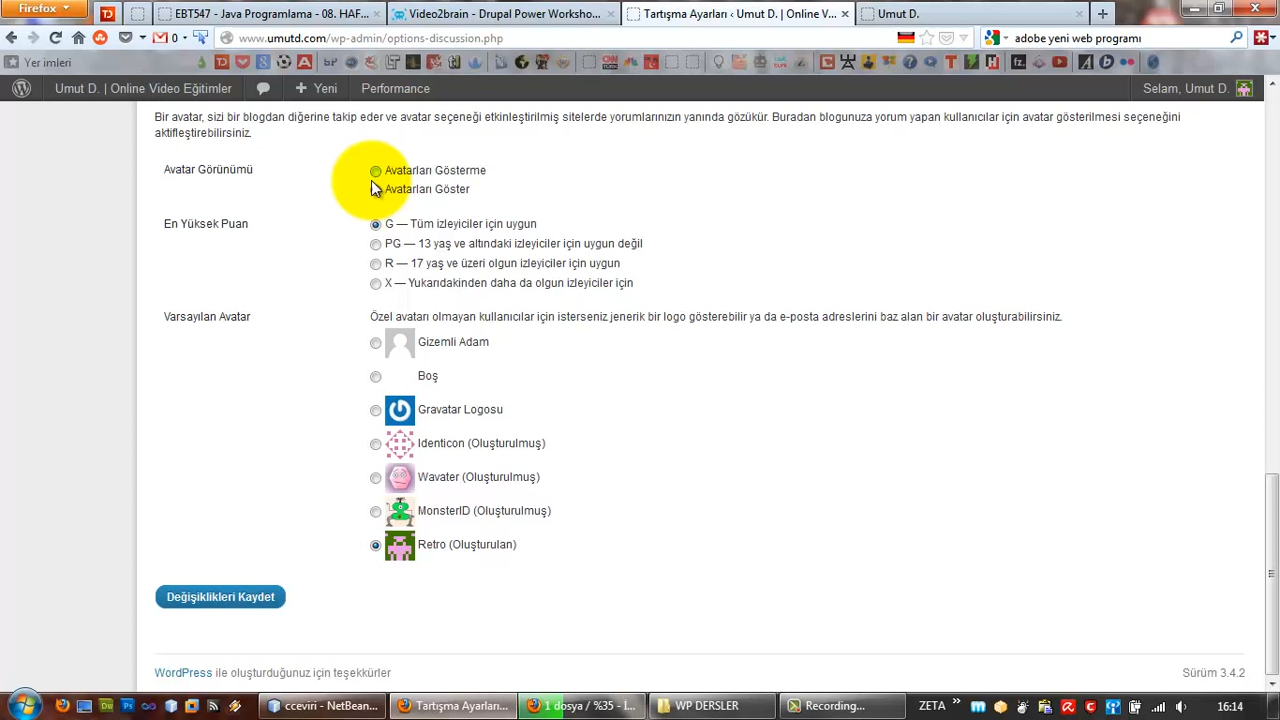 Firefox
EBT547 - Java Programlama - 08. HAF...
Video2brain - Drupal Power Worksho...
Tartışma Ayarları ‹ Umut D. | Online V...
Umut D.
0
www.umutd.com/wp-admin/options-discussion.php
adobe yeni web programı
Yer imleri
Umut D. | Online Video Eğitimler
Yeni
Performance
Selam, Umut D.
Bir avatar, sizi bir blogdan diğerine takip eder ve avatar seçeneği etkinleştirilmiş sitelerde yorumlarınızın yanında gözükür. Buradan blogunuza yorum yapan kullanıcılar için avatar gösterilmesi seçeneğini
aktifleştirebilirsiniz.
Avatar Görünümü
Avatarları Gösterme
Avatarları Göster
En Yüksek Puan
G — Tüm izleyiciler için uygun
PG — 13 yaş ve altındaki izleyiciler için uygun değil
R — 17 yaş ve üzeri olgun izleyiciler için uygun
X — Yukarıdakinden daha da olgun izleyiciler için
Varsayılan Avatar
Özel avatarı olmayan kullanıcılar için isterseniz jenerik bir logo gösterebilir ya da e-posta adreslerini baz alan bir avatar oluşturabilirsiniz.
Gizemli Adam
Boş
Gravatar Logosu
Identicon (Oluşturulmuş)
Wavater (Oluşturulmuş)
MonsterID (Oluşturulmuş)
Retro (Oluşturulan)
Değişiklikleri Kaydet
WordPress ile oluşturduğunuz için teşekkürler
Sürüm 3.4.2
cceviri - NetBean...
Tartışma Ayarları...
1 dosya / %35 - İ...
WP DERSLER
Recording...
ZETA
16:14